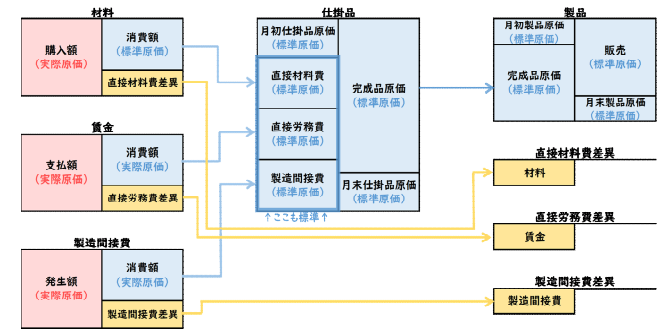 材料
購入額
(実際原価)
消費額
(標準原価)
直接材料費差異
賃金
支払額
(実際原価)
消費額
(実際原価)
直接労務費差異
製造間接費
発生額
(実際原価)
消費額
(実際原価)
製造間接費差異
仕掛品
月初仕掛品原価
(標準原価)
直接材料費
(標準原価)
直接労務費
(標準原価)
製造間接費
(標準原価)
↑ここも標準↑
完成品原価
(標準原価)
月末仕掛品原価
(標準原価)
製品
月初製品原価
(標準原価)
完成品原価
(標準原価)
販売
(標準原価)
月末製品原価
(標準原価)
直接材料費差異
材料
直接労務費差異
賃金
製造間接費差異
製造間接費